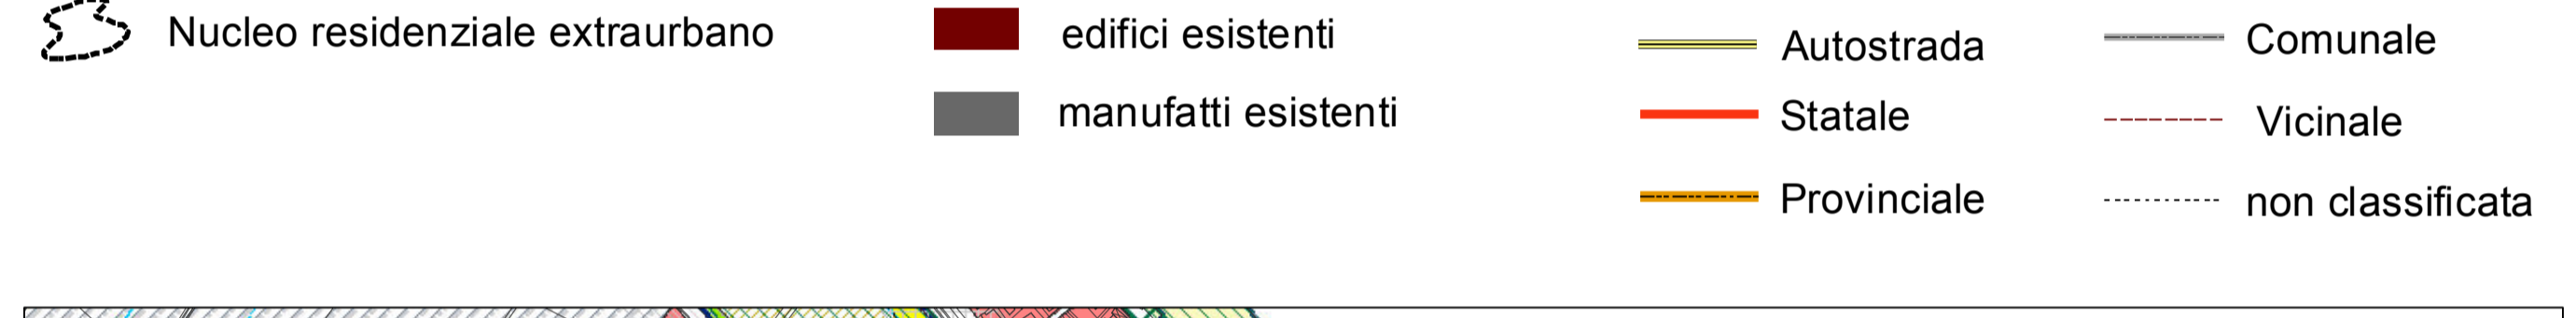 Nucleo residenziale extraurbano
edifici esistenti
manufatti esistenti
Autostrada
Statale
Provinciale
Comunale
Vicinale
non classificata